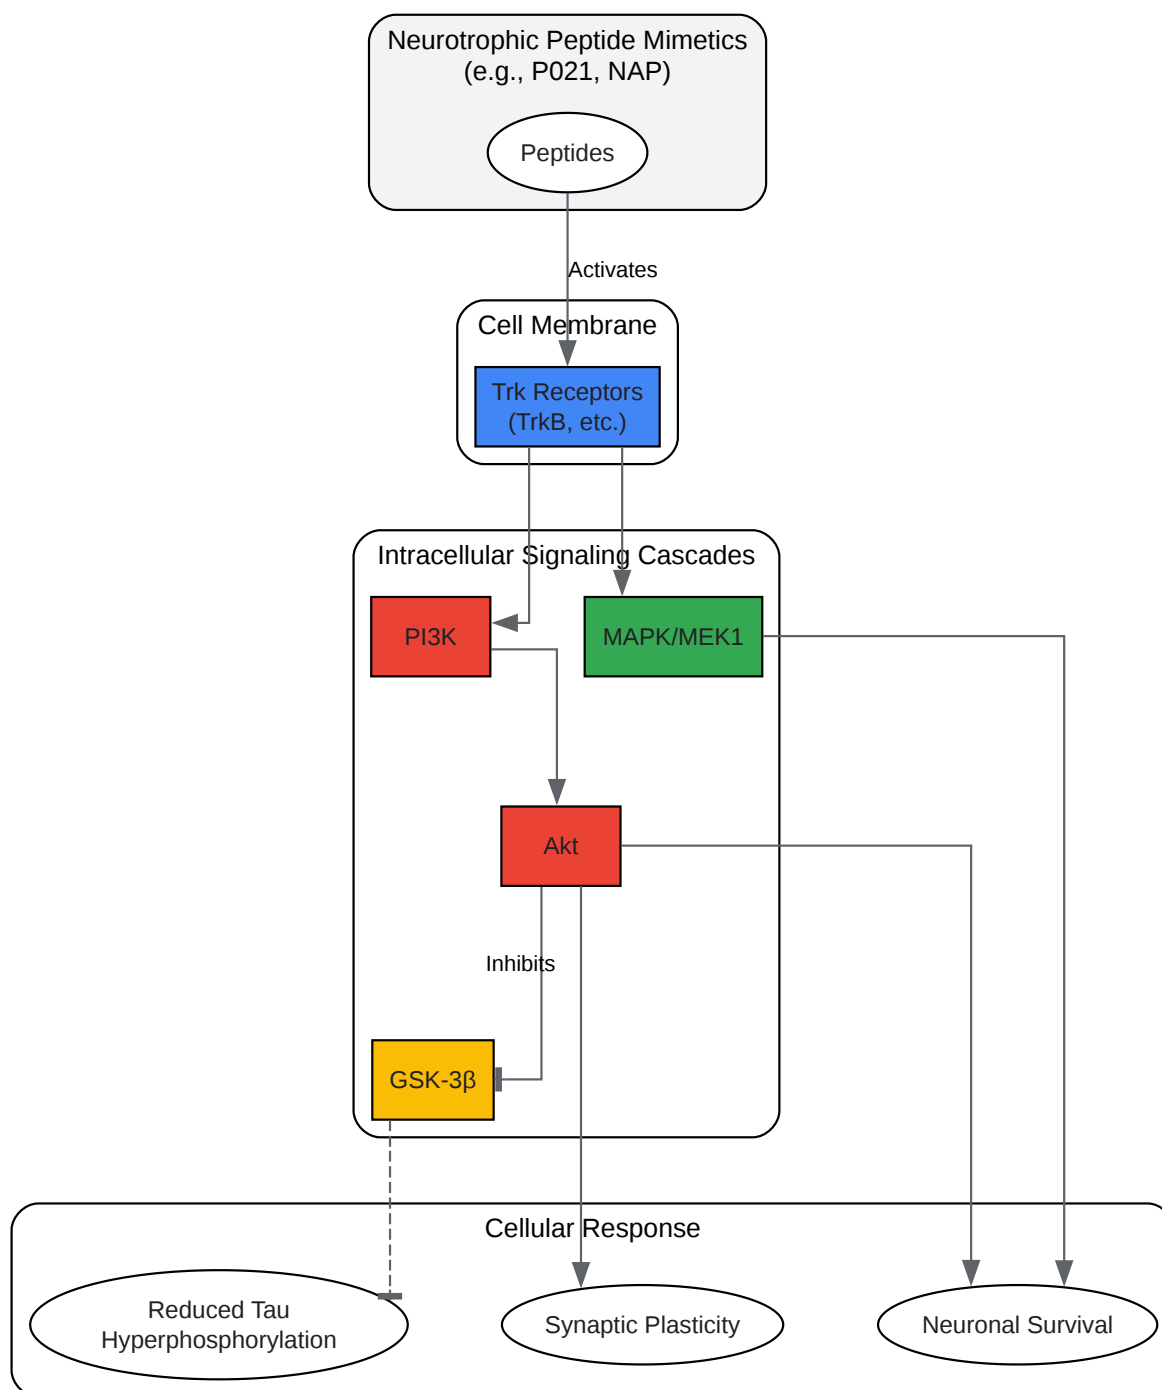 Neurotrophic Peptide Mimetics
(e.g., P021, NAP)
Peptides
Activates
Cell Membrane
Trk Receptors
(TrkB, etc.)
Intracellular Signaling Cascades
PI3K
MAPK/MEK1
Akt
Inhibits
GSK-3β
Cellular Response
Reduced Tau
Hyperphosphorylation
Synaptic Plasticity
Neuronal Survival